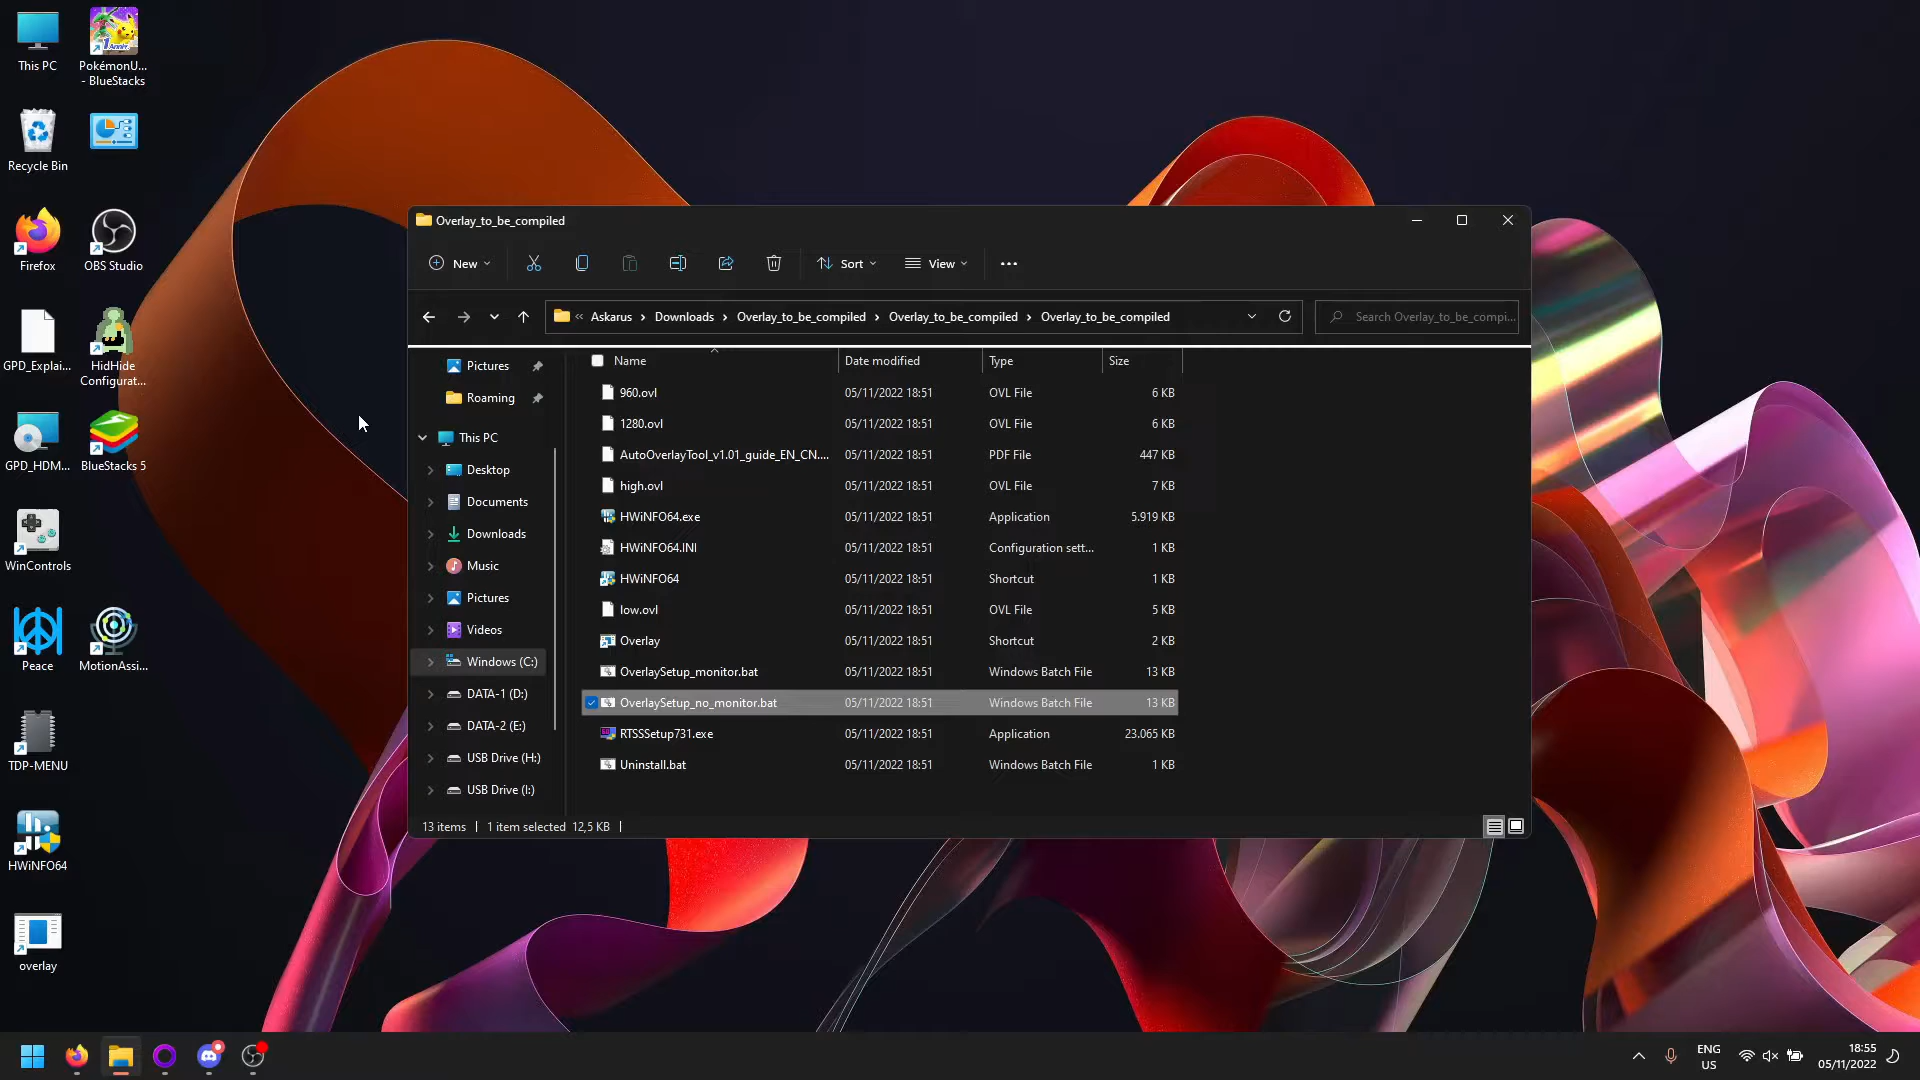 This PC
PokémonU...
- BlueStacks
Recycle Bin
Firefox
OBS Studio
GPD_Explai...
HidHide
Configurat...
GPD_HDM...
BlueStacks 5
WinControls
Peace
MotionAssi...
TDP-MENU
HWiNFO64
overlay
Overlay_to_be_compiled
New
Sort
View
Askarus
Downloads
Overlay_to_be_compiled
Overlay_to_be_compiled
Overlay_to_be_compiled
Search Overlay_to_be_compi...
Pictures
Roaming
This PC
Desktop
Documents
Downloads
Music
Pictures
Videos
Windows (C:)
DATA-1 (D:)
DATA-2 (E:)
USB Drive (H:)
USB Drive (I:)
Name Date modified Type Size
960.ovl 05/11/2022 18:51 OVL File 6 KB
1280.ovl 05/11/2022 18:51 OVL File 6 KB
AutoOverlayTool_v1.01_guide_EN_CN.... 05/11/2022 18:51 PDF File 447 KB
high.ovl 05/11/2022 18:51 OVL File 7 KB
HWiNFO64.exe 05/11/2022 18:51 Application 5.919 KB
HWiNFO64.INI 05/11/2022 18:51 Configuration sett... 1 KB
HWiNFO64 05/11/2022 18:51 Shortcut 1 KB
low.ovl 05/11/2022 18:51 OVL File 5 KB
Overlay 05/11/2022 18:51 Shortcut 2 KB
OverlaySetup_monitor.bat 05/11/2022 18:51 Windows Batch File 13 KB
OverlaySetup_no_monitor.bat 05/11/2022 18:51 Windows Batch File 13 KB
RTSSSetup731.exe 05/11/2022 18:51 Application 23.065 KB
Uninstall.bat 05/11/2022 18:51 Windows Batch File 1 KB
13 items | 1 item selected 12,5 KB |
ENG
US
18:55
05/11/2022